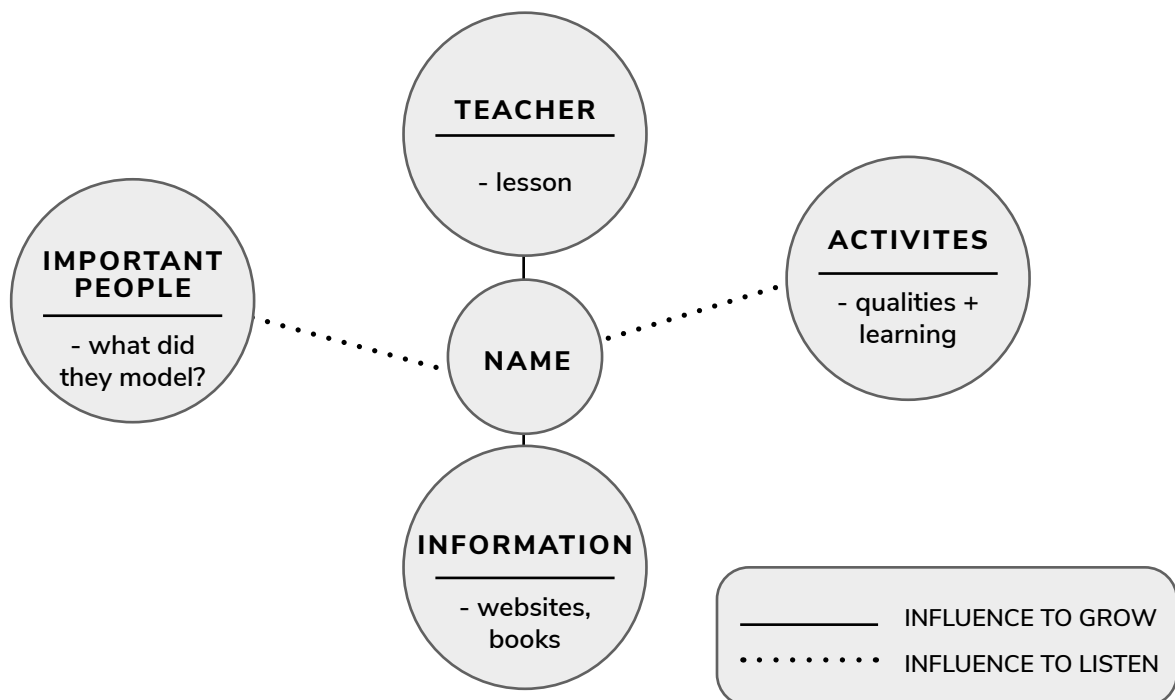 TEACHER
- lesson
IMPORTANT
PEOPLE
- what did
they model?
ACTIVITES
- qualities +
learning
NAME
INFORMATION
- websites,
books
INFLUENCE TO GROW
INFLUENCE TO LISTEN